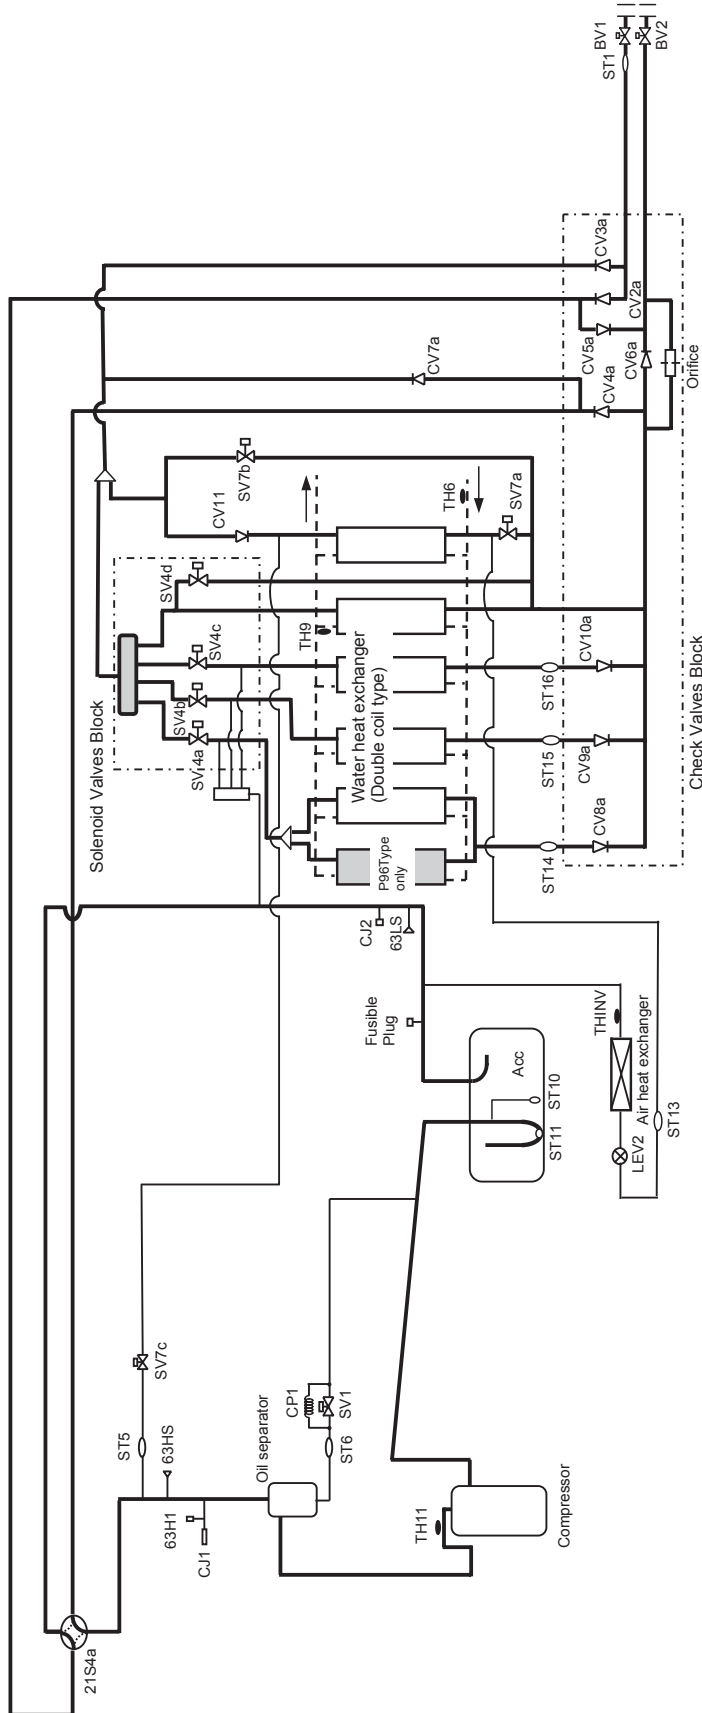 BV1
BV2
ST1
CV3a
CV2a
CV5a
CV6a
CV4a
Orifice
CV7a
SV7b
CV11
TH6
SV7a
SV4d
SV4c
SV4b
SV4a
Solenoid Valves Block
TH9
Water heat exchanger
(Double coil type)
P96Type
only
CV10a
ST16
ST15
CV9a
CV8a
ST14
Check Valves Block
CJ2
63LS
Fusible
Plug
THINV
Air heat exchanger
LEV2
ST13
Acc
ST10
ST11
SV7c
ST5
63HS
63H1
CJ1
Oil separator
CP1
SV1
ST6
TH11
Compressor
21S4a